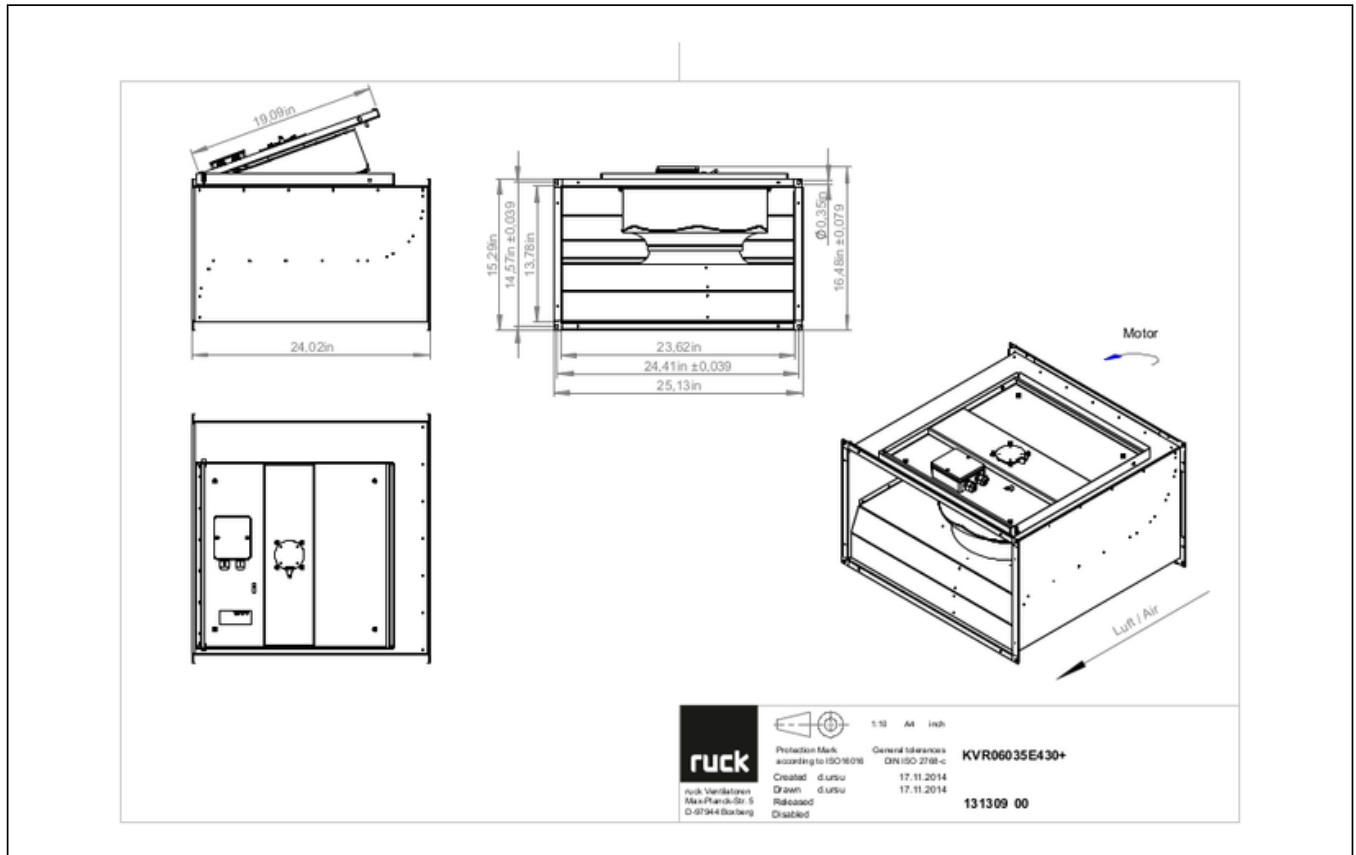 19,09in
24,02in
15,29in
14,57in ±0,039
13,78in
Ø0,35in
16,48in ±0,079
23,62in
24,41in ±0,039
25,13in
Motor
Luft / Air
ruck
ruck Ventilatoren
Max-Planck-Str. 5
D-97944 Boxberg
1:10 A4 inch
Protection Mark
according to ISO16016
General tolerances
DIN ISO 2768-c
Created d.ursu 17.11.2014
Drawn d.ursu 17.11.2014
Released
Disabled
KVR06035E430+
131309 00